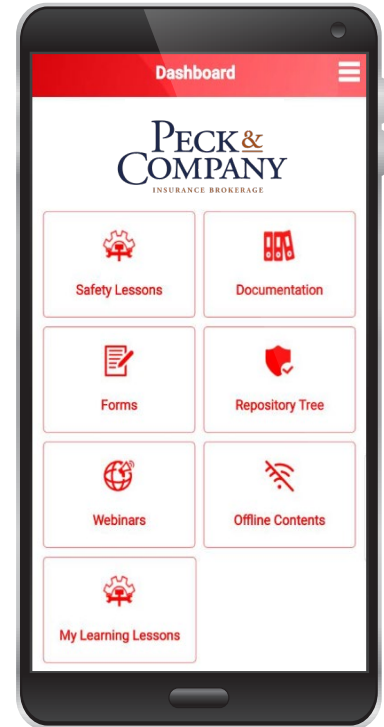 Dashboard
PECK &
COMPANY
INSURANCE BROKERAGE
Safety Lessons
Documentation
Forms
Repository Tree
Webinars
Offline Contents
My Learning Lessons